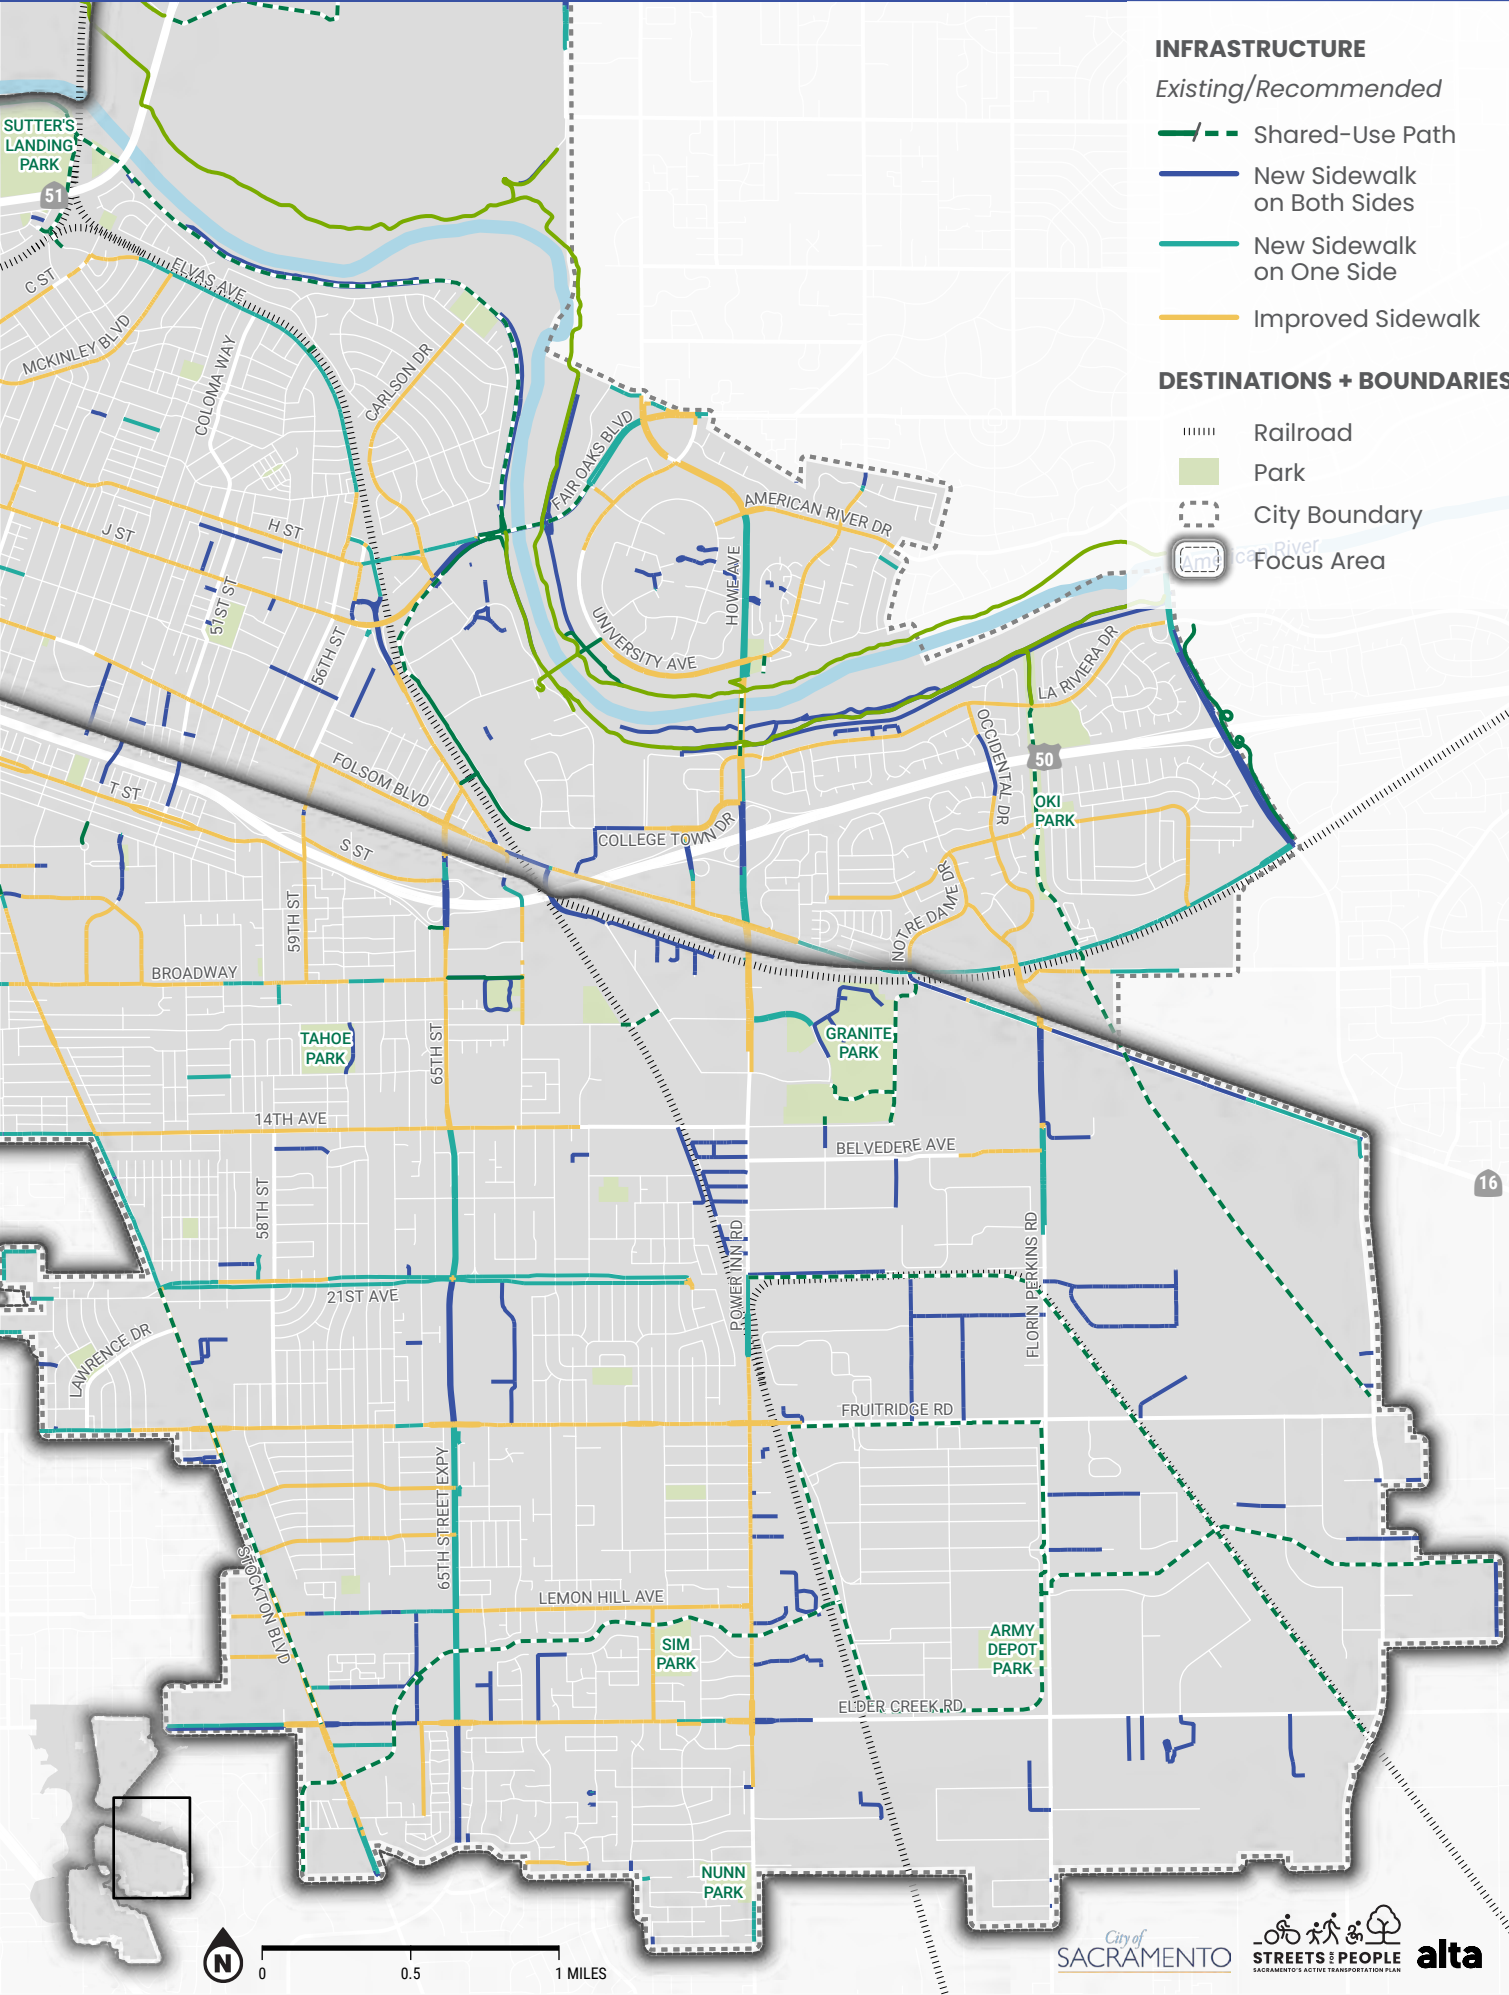 INFRASTRUCTURE
Existing/Recommended
Shared-Use Path
New Sidewalk
on Both Sides
New Sidewalk
on One Side
Improved Sidewalk
DESTINATIONS + BOUNDARIES
Railroad
Park
City Boundary
American River
Focus Area
SUTTER'S
LANDING
PARK
51
C ST
ELVAS AVE
MCKINLEY BLVD
COLOMA WAY
CARLSON DR
FAIR OAKS BLVD
AMERICAN RIVER DR
H ST
J ST
HOWE AVE
51ST ST
56TH ST
UNIVERSITY AVE
LA RIVIERA DR
OCCIDENTAL DR
50
FOLSOM BLVD
T ST
OKI
PARK
COLLEGE TOWN DR
S ST
NOTRE DAME DR
59TH ST
BROADWAY
TAHOE
PARK
65TH ST
GRANITE
PARK
14TH AVE
BELVEDERE AVE
16
58TH ST
POWER INN RD
FLORIN PERKINS RD
21ST AVE
LAWRENCE DR
FRUITRIDGE RD
65TH STREET EXPY
STOCKTON BLVD
LEMON HILL AVE
SIM
PARK
ARMY
DEPOT
PARK
ELDER CREEK RD
NUNN
PARK
N
0 0.5 1 MILES
City of
SACRAMENTO
STREETS FOR PEOPLE
SACRAMENTO'S ACTIVE TRANSPORTATION PLAN
alta